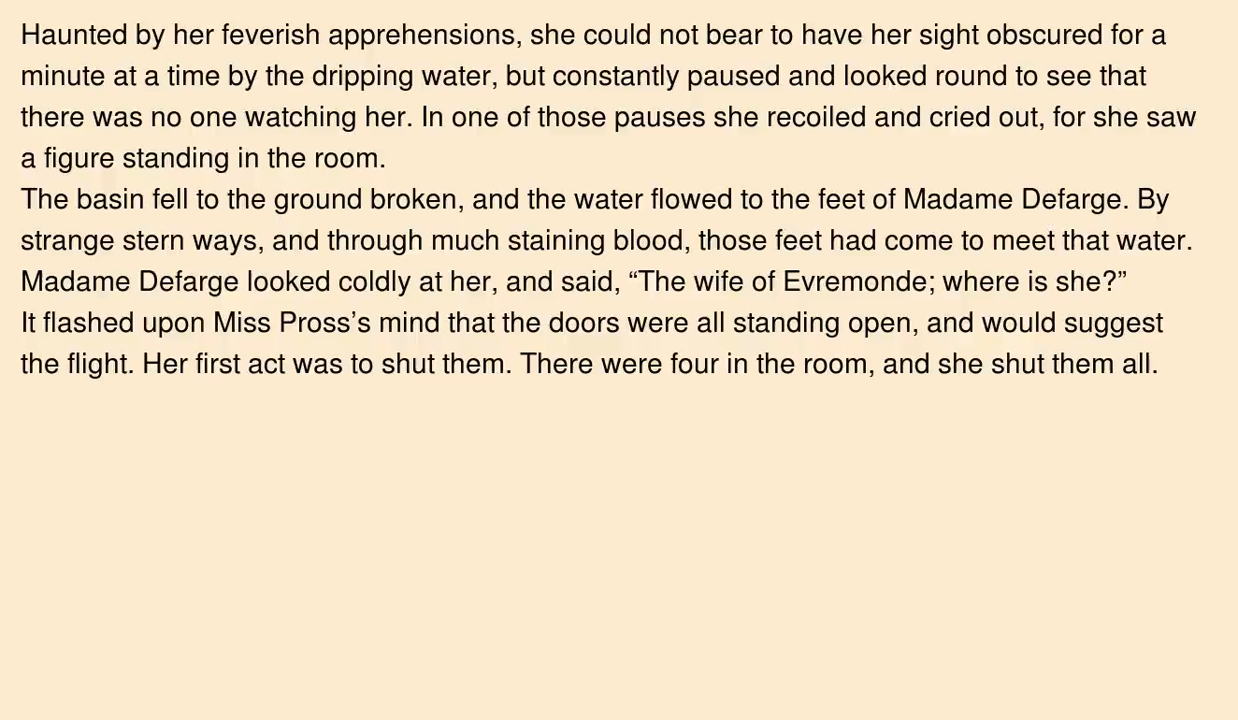 Haunted by her feverish apprehensions, she could not bear to have her sight obscured for a
minute at a time by the dripping water, but constantly paused and looked round to see that
there was no one watching her. In one of those pauses she recoiled and cried out, for she saw
a figure standing in the room.
The basin fell to the ground broken, and the water flowed to the feet of Madame Defarge. By
strange stern ways, and through much staining blood, those feet had come to meet that water.
Madame Defarge looked coldly at her, and said, “The wife of Evremonde; where is she?”
It flashed upon Miss Pross’s mind that the doors were all standing open, and would suggest
the flight. Her first act was to shut them. There were four in the room, and she shut them all.